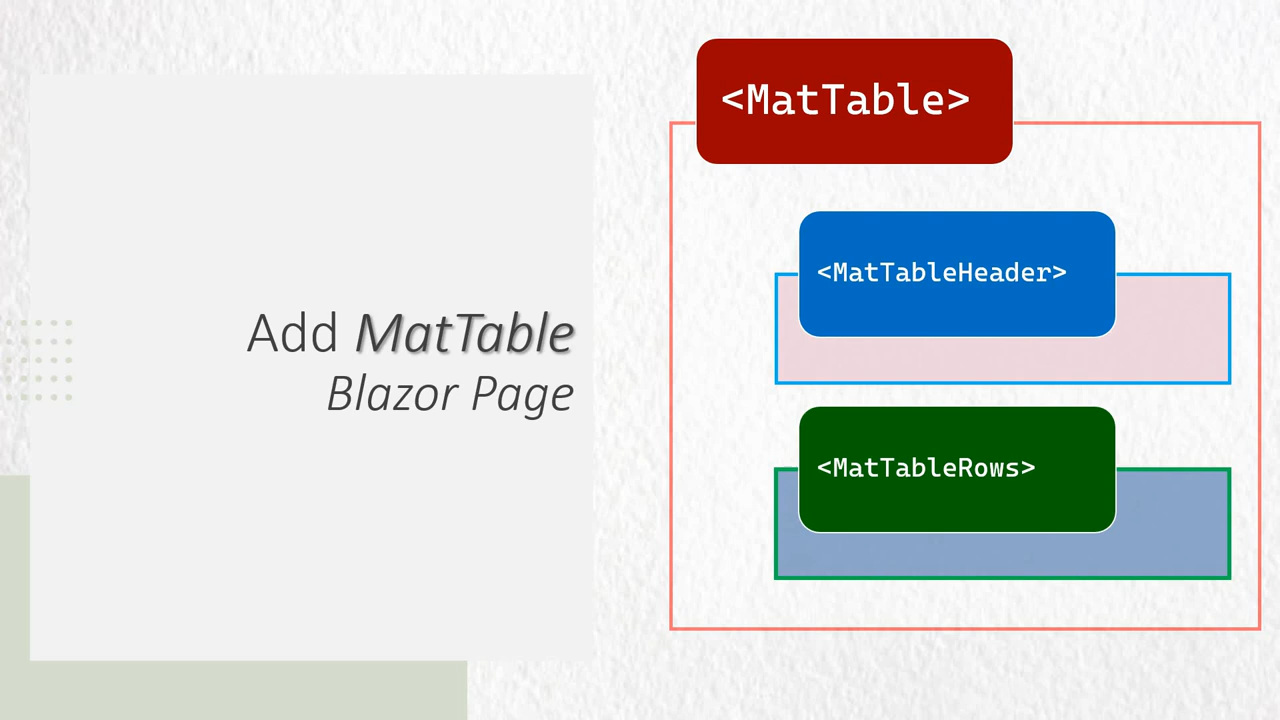 Add MatTable
Blazor Page
<MatTable>
<MatTableHeader>
<MatTableRows>